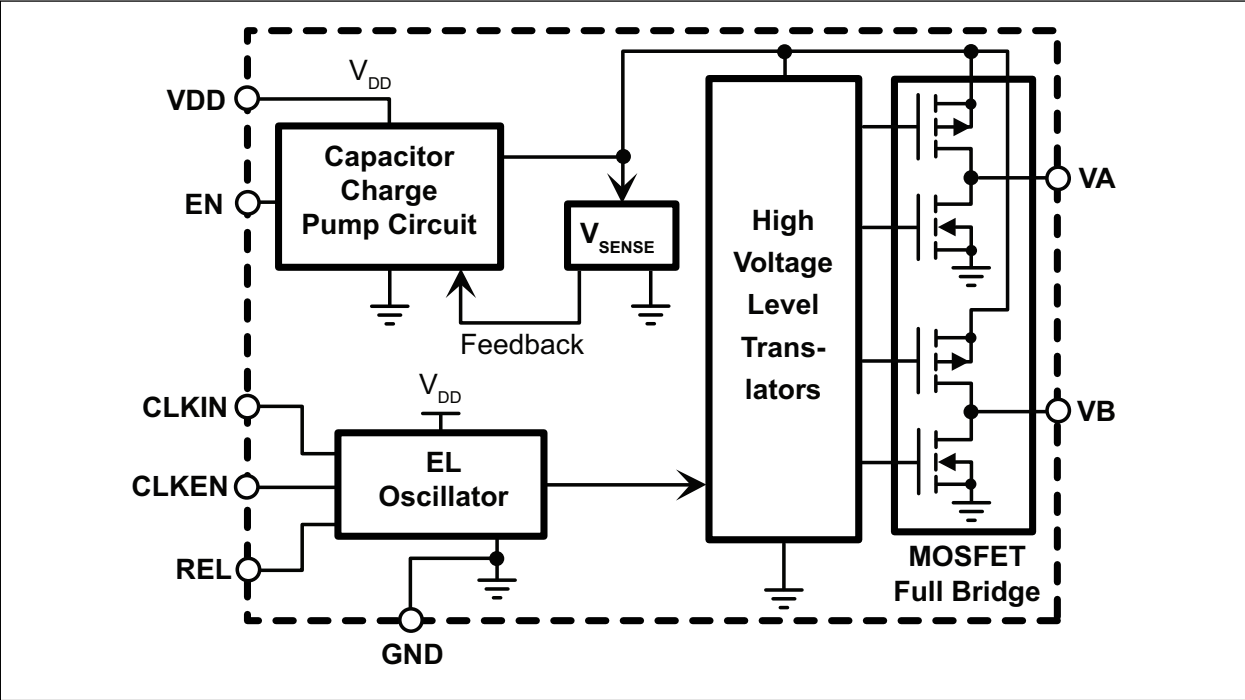 VDD
V_DD
Capacitor
Charge
Pump Circuit
EN
V_SENSE
Feedback
High
Voltage
Level
Trans-
lators
VA
VB
CLKIN
CLKEN
REL
V_DD
EL
Oscillator
GND
MOSFET
Full Bridge